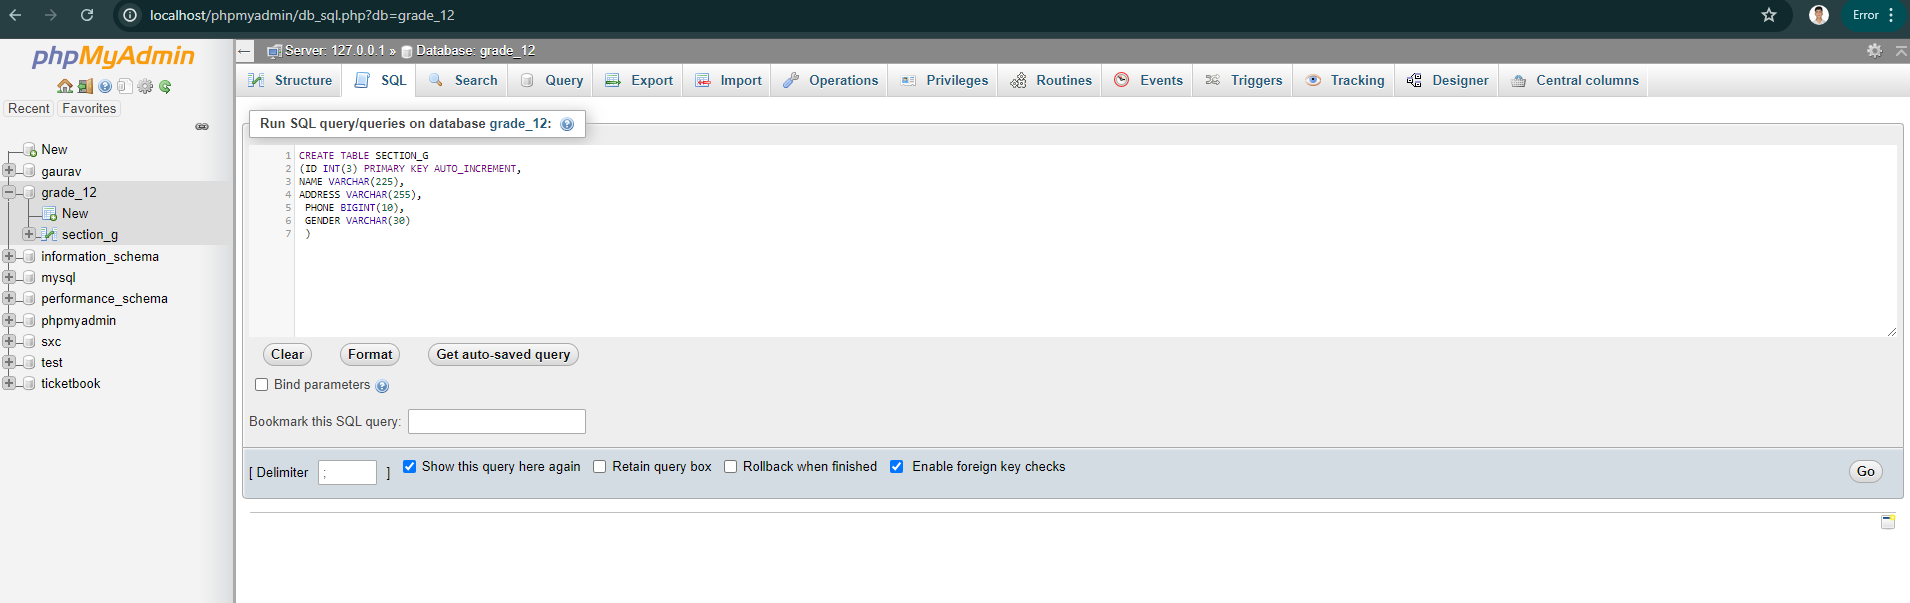 localhost/phpmyadmin/db_sql.php?db=grade_12
Error
phpMyAdmin
Recent Favorites
New
gaurav
grade_12
New
section_g
information_schema
mysql
performance_schema
phpmyadmin
sxc
test
ticketbook
Server: 127.0.0.1 » Database: grade_12
Structure SQL Search Query Export Import Operations Privileges Routines Events Triggers Tracking Designer Central columns
Run SQL query/queries on database grade_12:
1 CREATE TABLE SECTION_G
2 (ID INT(3) PRIMARY KEY AUTO_INCREMENT,
3 NAME VARCHAR(225),
4 ADDRESS VARCHAR(255),
5 PHONE BIGINT(10),
6 GENDER VARCHAR(30)
7 )
Clear Format Get auto-saved query
Bind parameters
Bookmark this SQL query:
[ Delimiter ; ] Show this query here again Retain query box Rollback when finished Enable foreign key checks Go